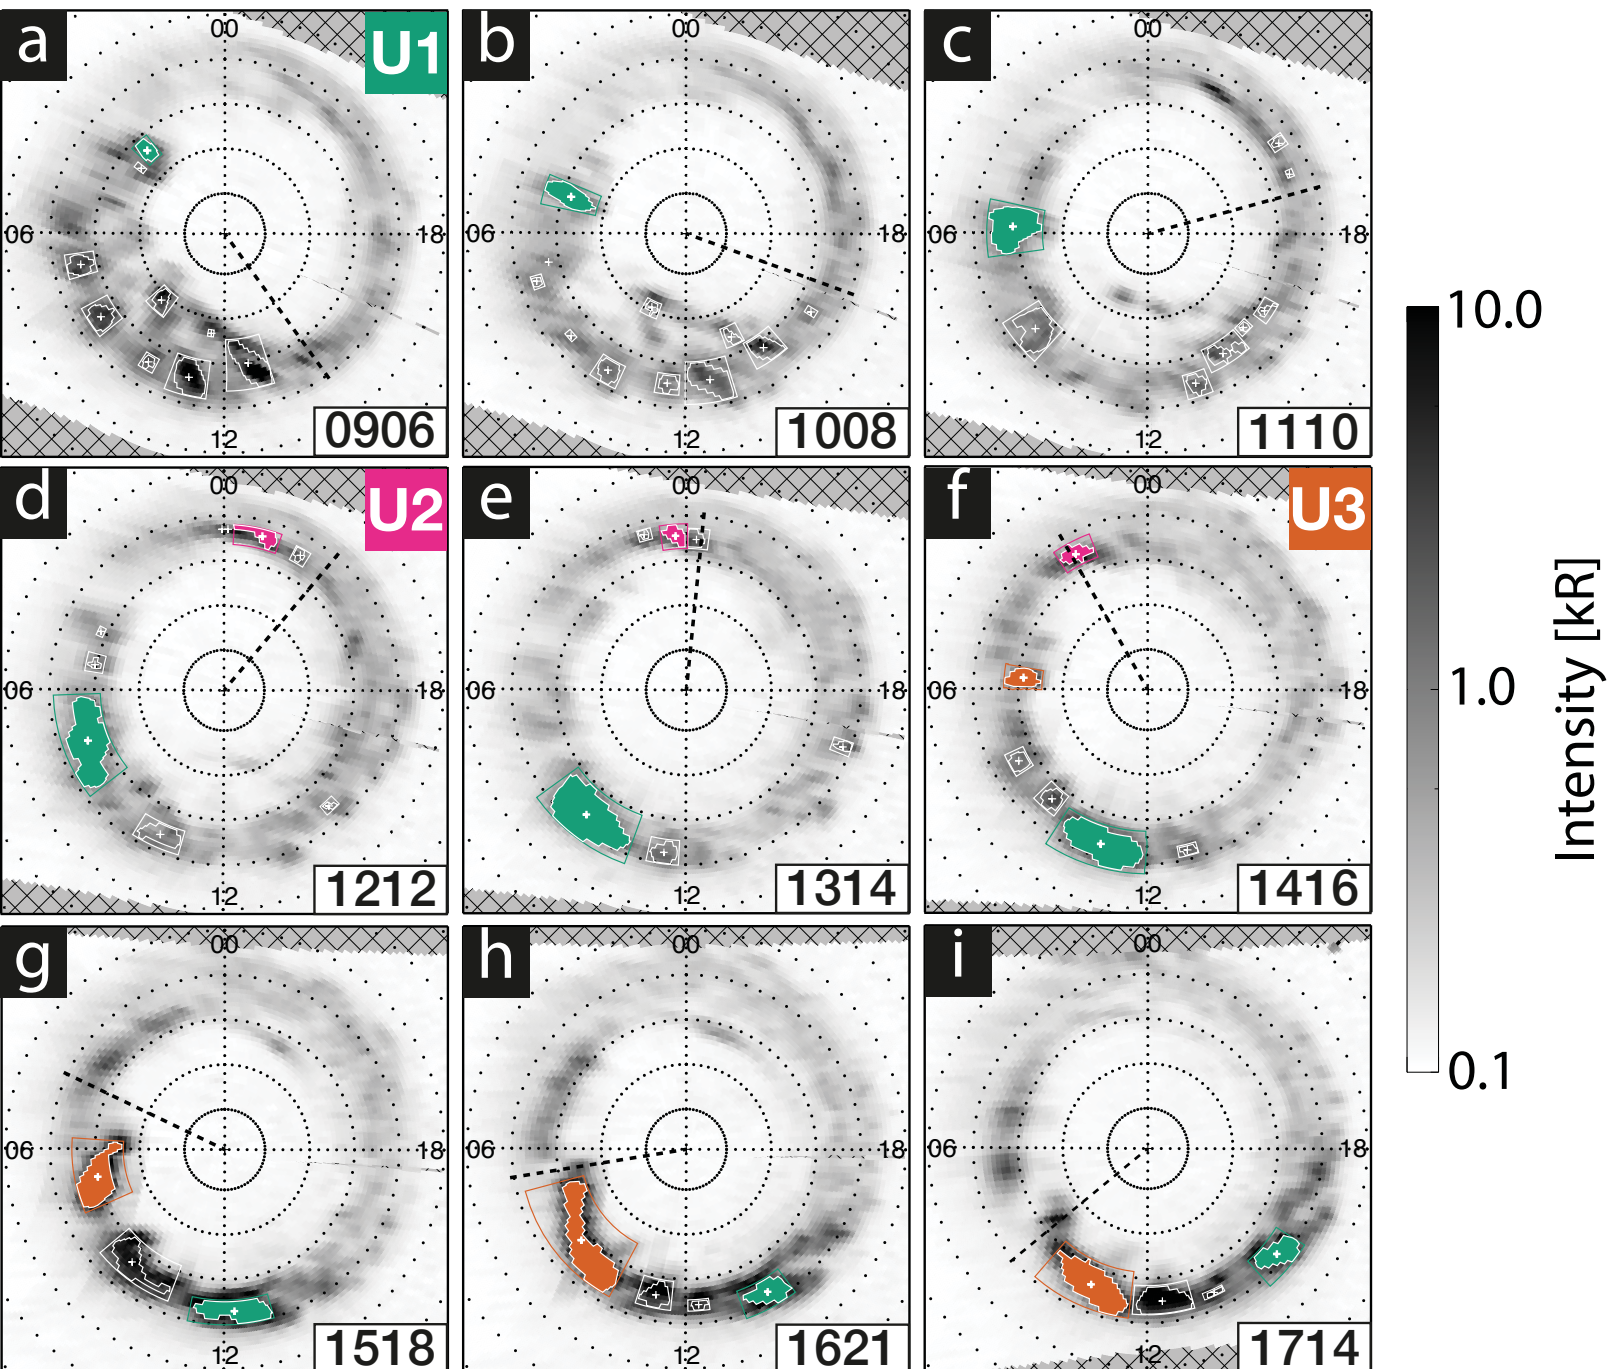 a U1 00 b 00 c 00
06 18 06 18 06 18
12 0906 12 1008 12 1110
10.0
d 00 U2 e 00 f 00 U3
06 18 06 18 06 18
1.0
Intensity [kR]
12 1212 12 1314 12 1416
g 00 h 00 i 00
0.1
06 18 06 18 06 18
12 1518 12 1621 12 1714